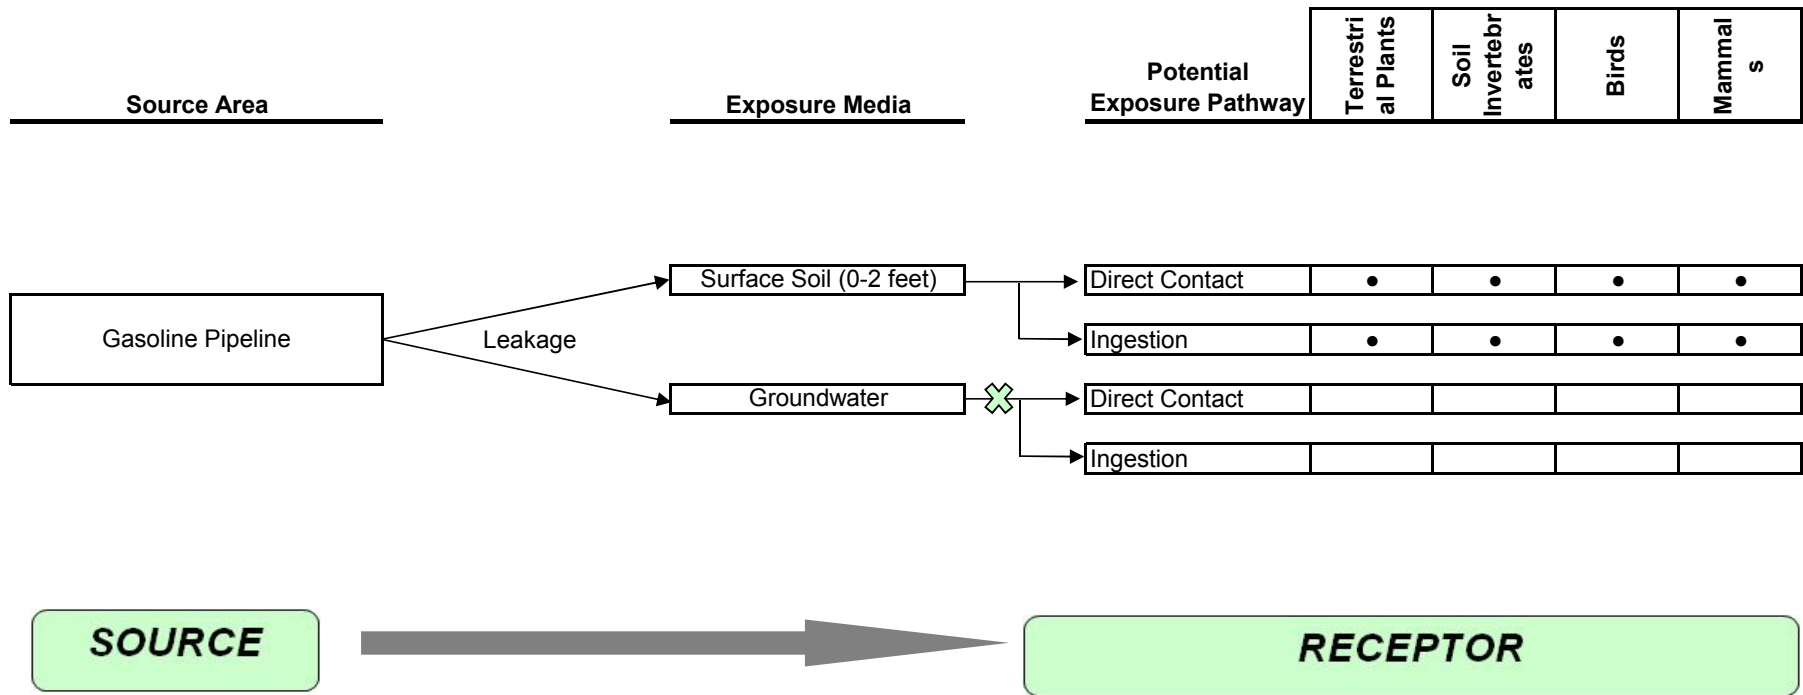 Source Area
Exposure Media
Potential
Exposure Pathway
Terrestri
al Plants
Soil
Invertebr
ates
Birds
Mammal
s
Gasoline Pipeline
Leakage
Surface Soil (0-2 feet)
Direct Contact
● ● ● ●
Ingestion
● ● ● ●
Groundwater
Direct Contact
Ingestion
SOURCE
RECEPTOR